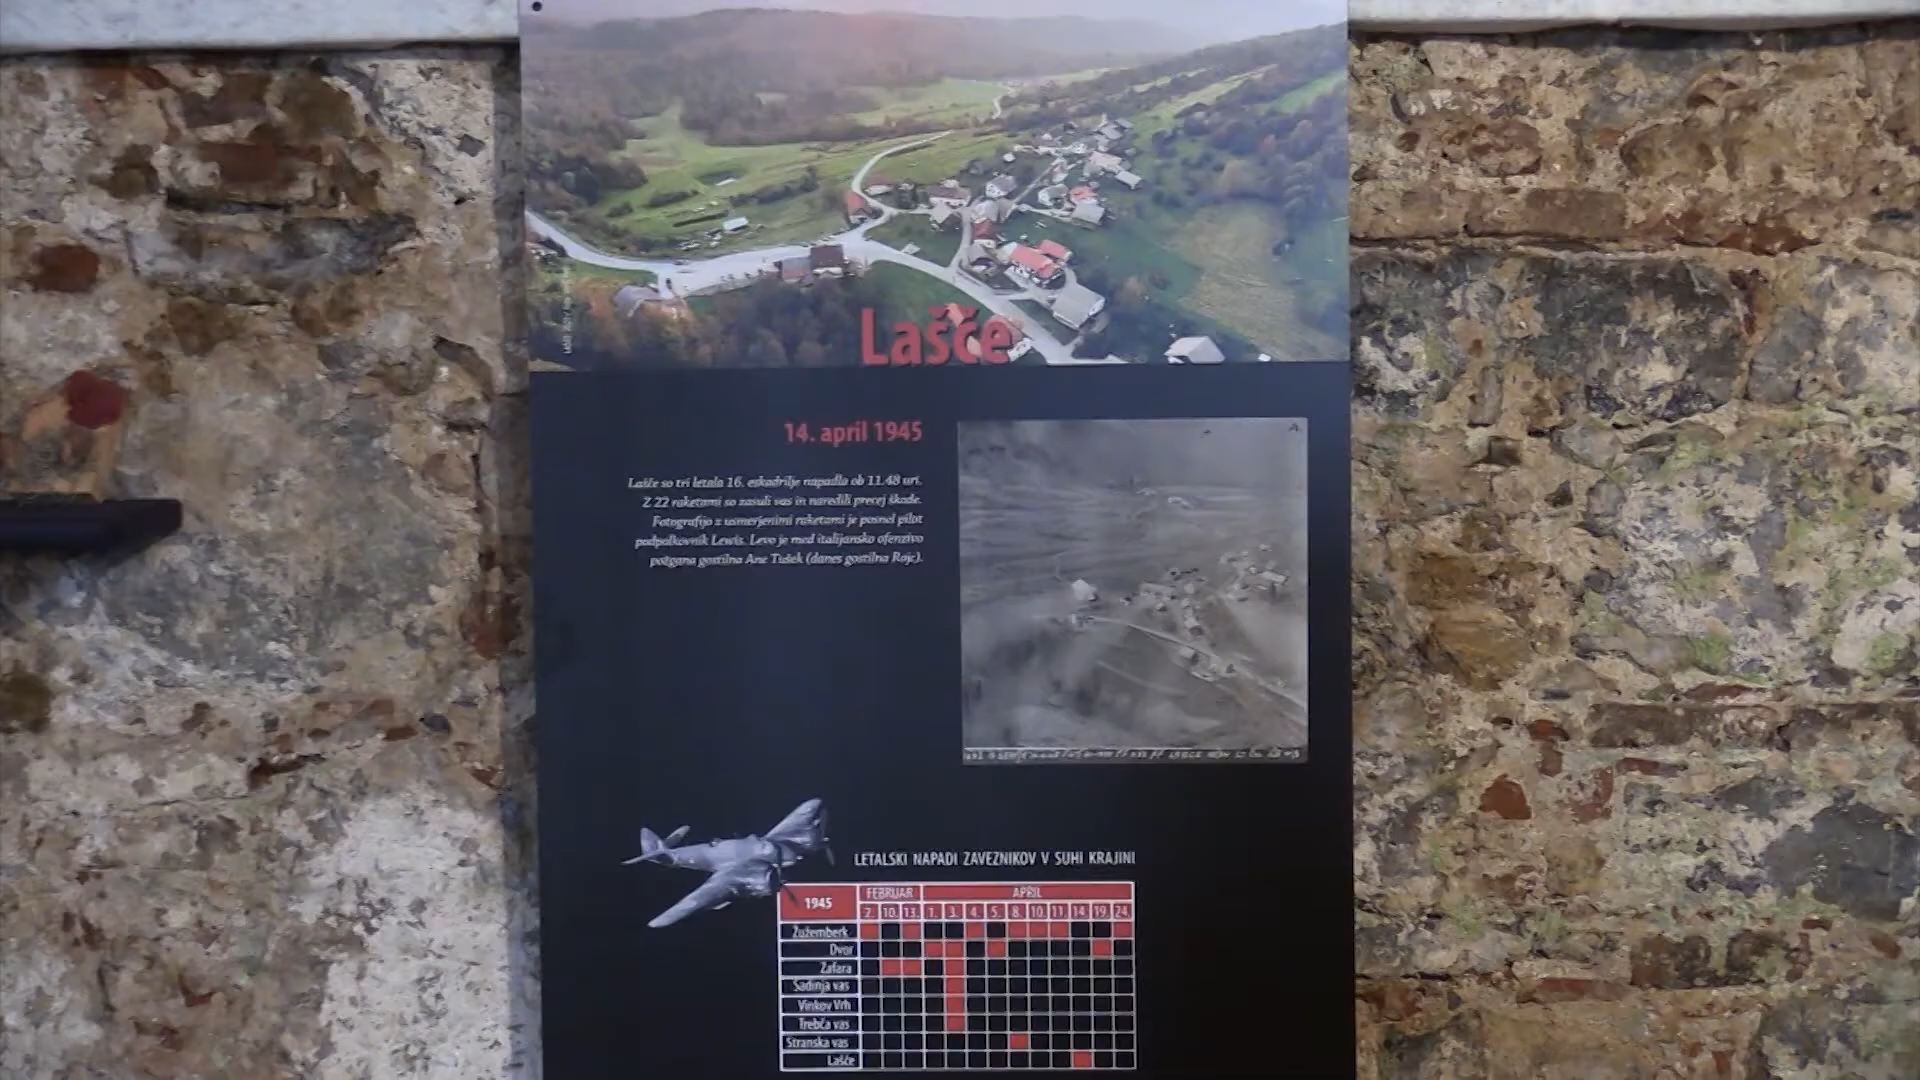 Lašče
14. april 1945
Lašče so tri letala 16. eskadrilje napadla ob 11.48 uri.
Z 22 raketami so zasuli vas in naredili precej škode.
Fotografijo z usmerjenimi raketami je posnel pilot
podpolkovnik Lewis. Levo je med italijansko ofenzivo
požgana gostilna Ane Tušek (danes gostilna Rajc).
LETALSKI NAPADI ZAVEZNIKOV V SUHI KRAJINI
1945 FEBRUAR APRIL
2. 10. 13. 1. 3. 4. 5. 8. 10. 11. 14. 19. 24.
Žužemberk
Dvor
Zafara
Sadinja vas
Vinkov Vrh
Trebča vas
Stranska vas
Lašče